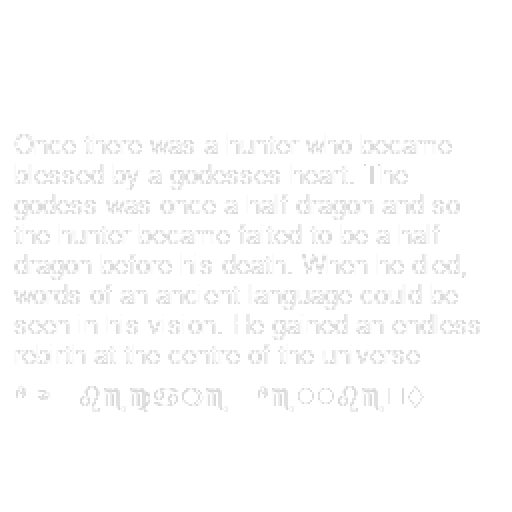 Once there was a hunter who became
blessed by a godesses heart. The
godess was once a half dragon and so
the hunter became faited to be a half
dragon before his death. When he died,
words of an ancient language could be
seen in his vision. He gained an endless
rebirth at the centre of the universe